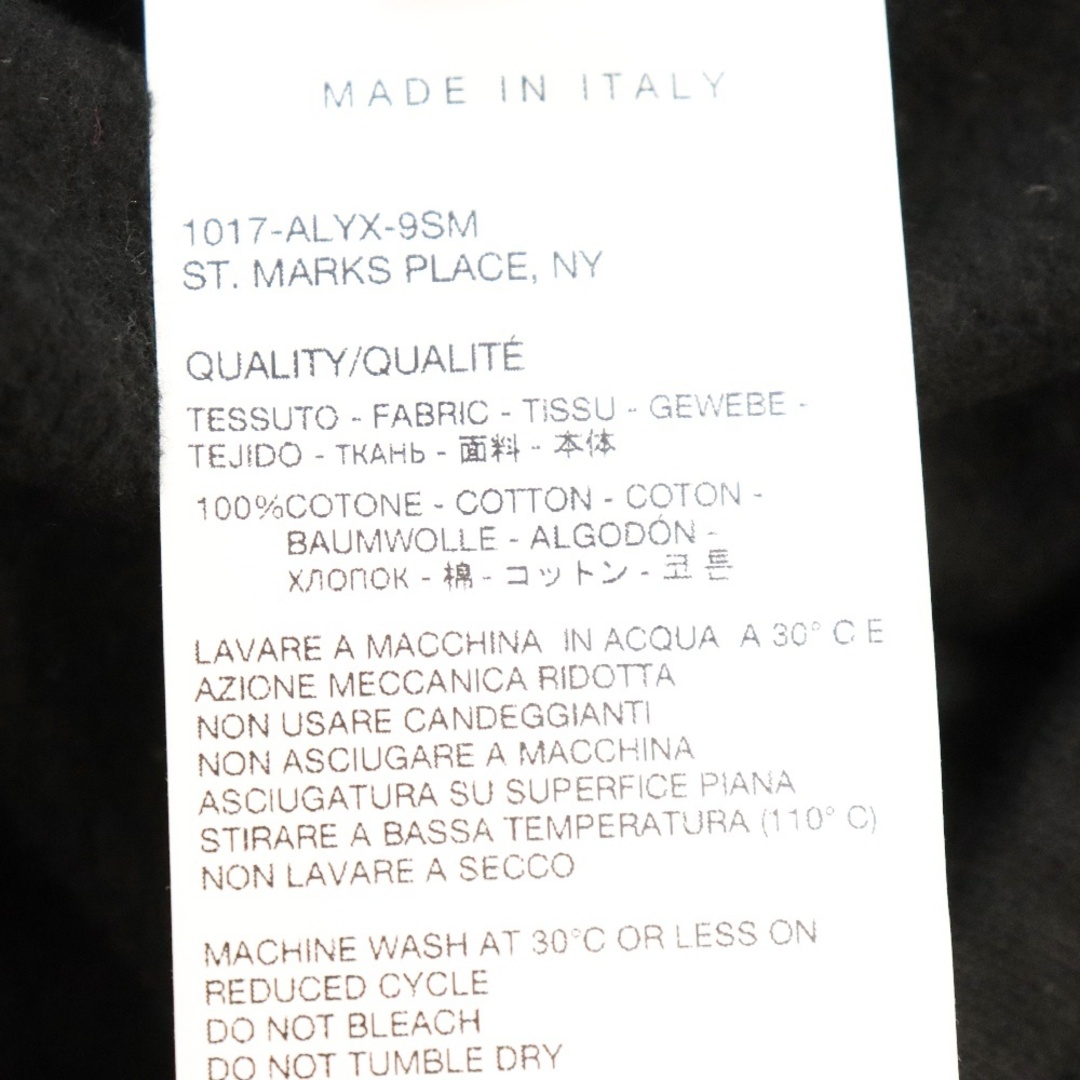 MADE IN ITALY
1017-ALYX-9SM
ST. MARKS PLACE, NY
QUALITY/QUALITÉ
TESSUTO - FABRIC - TISSU - GEWEBE -
TEJIDO - ТКАНЬ - 面料 - 本体
100%COTONE - COTTON - COTON -
BAUMWOLLE - ALGODÓN -
ХЛОПОК - 棉 - コットン - 코튼
LAVARE A MACCHINA IN ACQUA A 30° C E
AZIONE MECCANICA RIDOTTA
NON USARE CANDEGGIANTI
NON ASCIUGARE A MACCHINA
ASCIUGATURA SU SUPERFICE PIANA
STIRARE A BASSA TEMPERATURA (110° C)
NON LAVARE A SECCO
MACHINE WASH AT 30°C OR LESS ON
REDUCED CYCLE
DO NOT BLEACH
DO NOT TUMBLE DRY